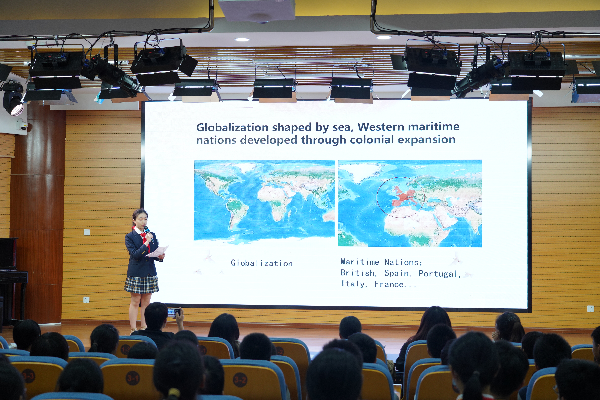 Globalization shaped by sea, Western maritime
nations developed through colonial expansion
Globalization
Maritime Nations:
British, Spain, Portugal,
Italy, France...